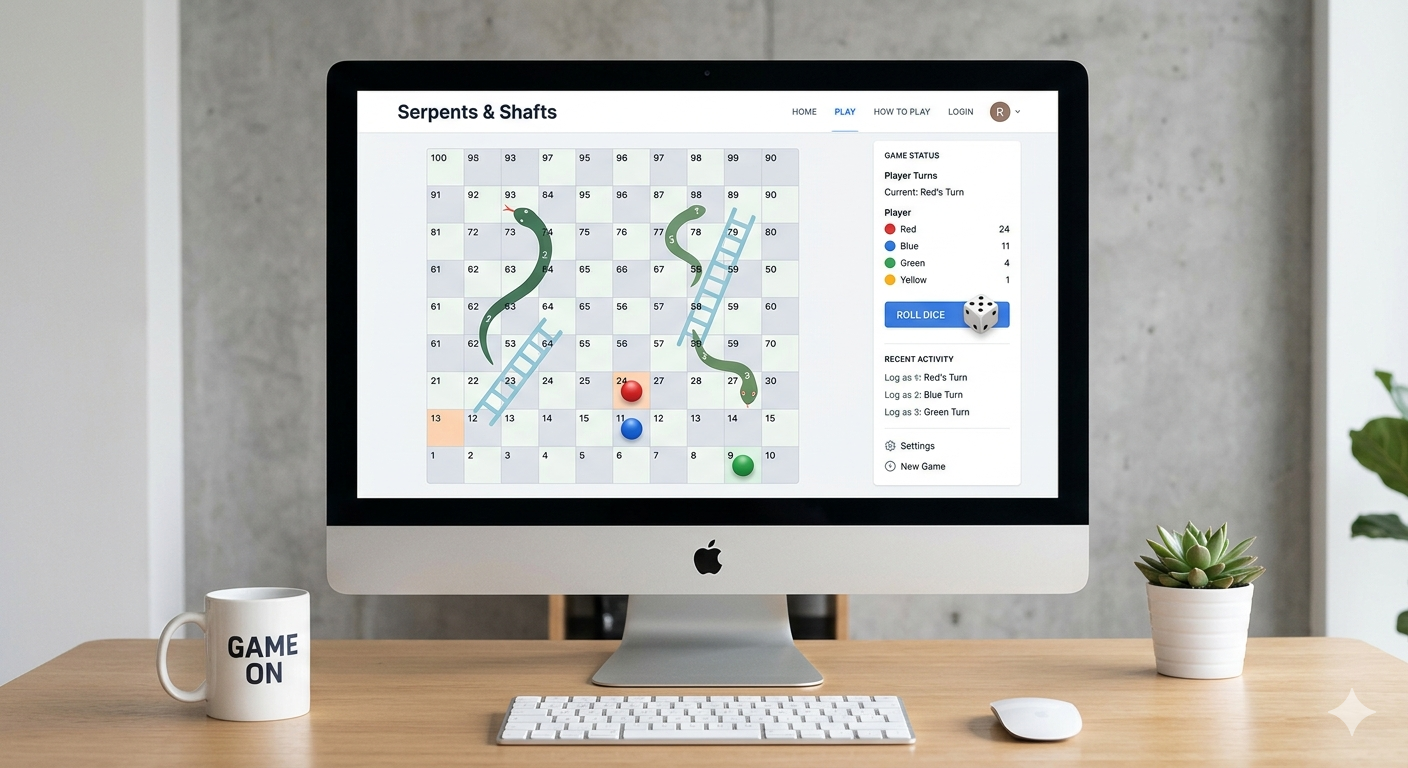 Serpents & Shafts
HOME PLAY HOW TO PLAY LOGIN R
100 98 93 97 95 96 97 98 99 90
91 92 93 84 95 96 87 98 89 90
81 72 73 74 75 76 77 78 79 80
61 62 63 64 65 66 67 59 59 50
61 62 63 64 65 56 57 58 59 60
61 62 53 64 55 56 57 39 59 70
21 22 23 24 25 24 27 28 27 30
13 12 13 14 15 11 12 13 14 15
1 2 3 4 5 6 7 8 9 10
GAME STATUS
Player Turns
Current: Red's Turn
Player
Red 24
Blue 11
Green 4
Yellow 1
ROLL DICE
RECENT ACTIVITY
Log as : Red's Turn
Log as 2: Blue Turn
Log as 3: Green Turn
Settings
New Game
GAME
ON